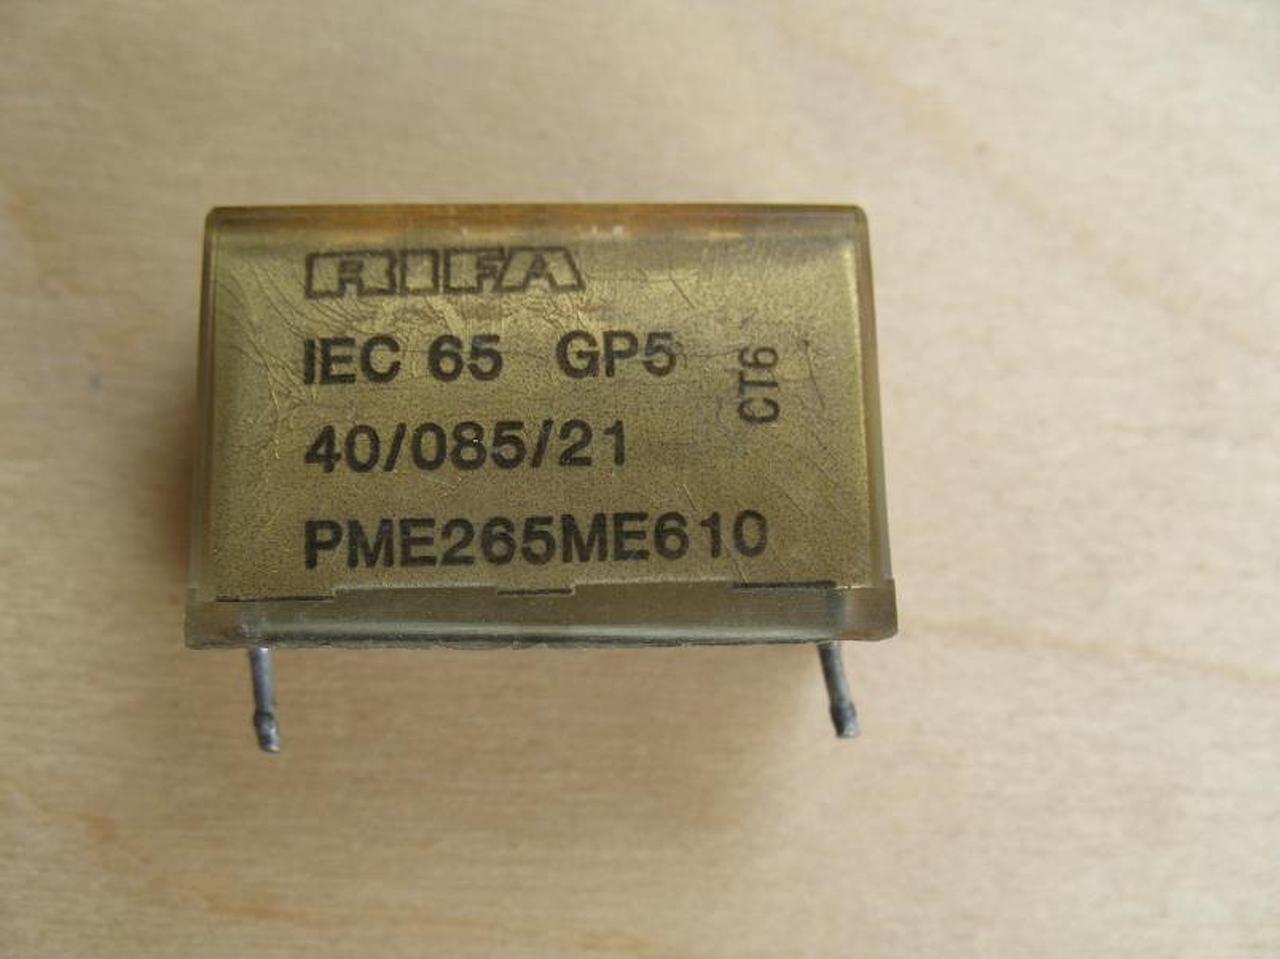 RIFA
IEC 65 GP5
CT6
40/085/21
PME265ME610